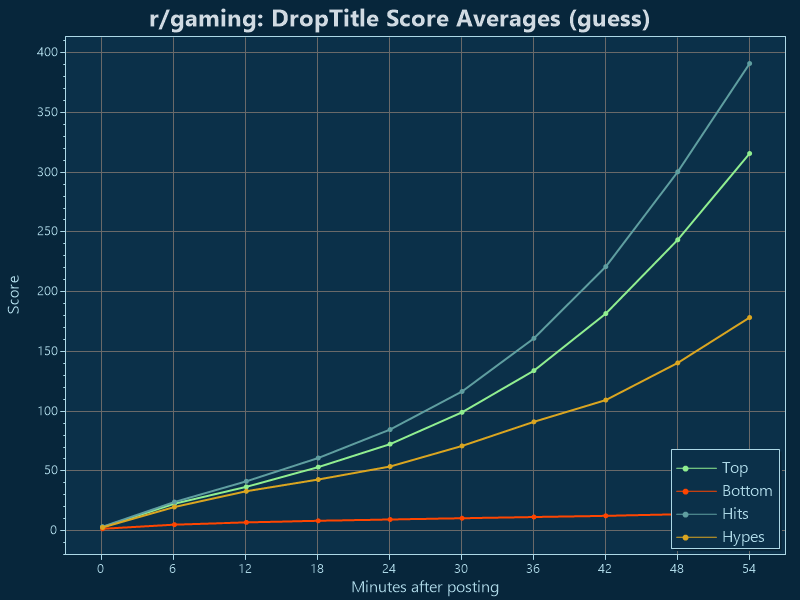 r/gaming: DropTitle Score Averages (guess)
400
350
300
250
200
150
100
50
0
Score
0 6 12 18 24 30 36 42 48 54
Minutes after posting
Top
Bottom
Hits
Hypes